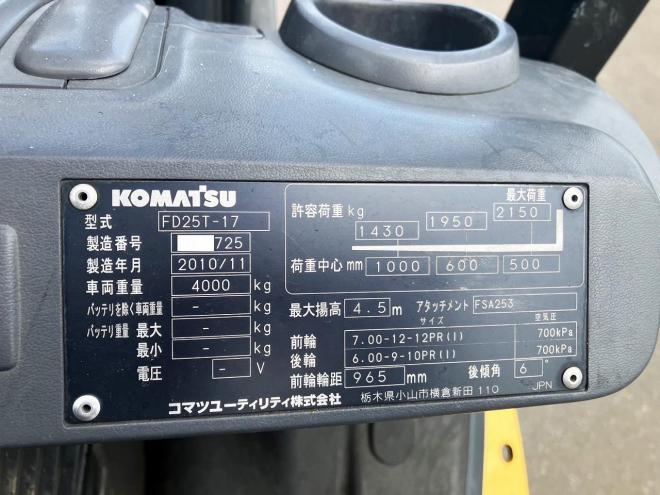 KOMATSU
型式 FD25T-17
製造番号 725
製造年月 2010/11
車両重量 4000 kg
バッテリを除く車両重量 - kg
バッテリ重量 最大 - kg
最小 - kg
電圧 - V
許容荷重 kg 1430 1950 最大荷重 2150
荷重中心 mm 1000 600 500
最大揚高 4.5 m アタッチメント FSA253
サイズ 空気圧
前輪 7.00-12-12PR(I) 700kPa
後輪 6.00-9-10PR(I) 700kPa
前輪輪距 965 mm 後傾角 6 °
コマツユーティリティ株式会社 栃木県小山市横倉新田110 JPN